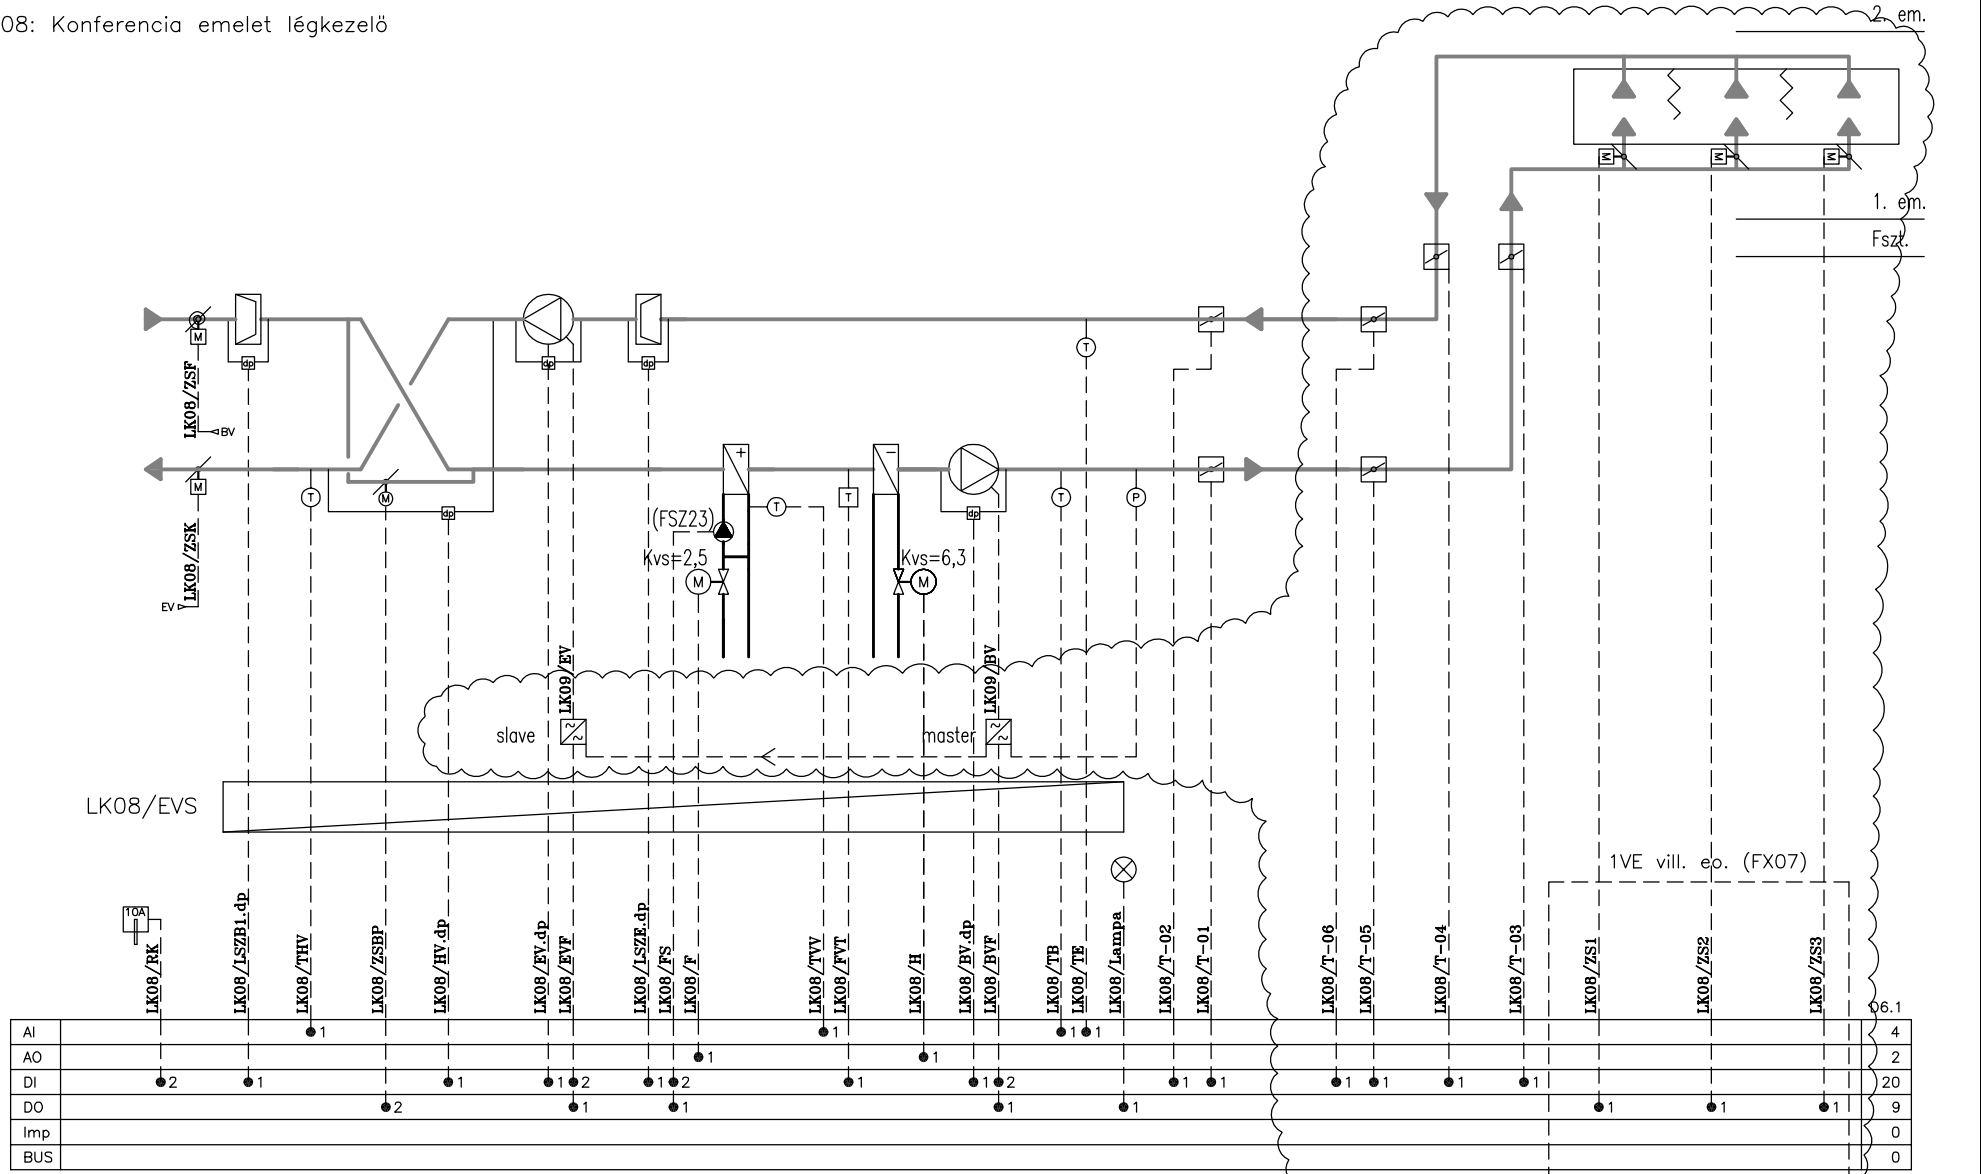 08: Konferencia emelet légkezelő
2. em.
1. em.
Fszt.
M
M
M
M
LK08/ZSF
BV
dp
dp
dp
T
M
LK08/ZSK
EV
T
M
dp
+
T
(FSZ23)
Kvs=2,5
M
T
−
Kvs=6,3
M
dp
T
P
LK09/EV
LK09/BV
slave
master
LK08/EVS
1VE vill. eo. (FX07)
10A
LK08/RK
LK08/LSZB1.dp
LK08/THV
LK08/ZSBP
LK08/HV.dp
LK08/EV.dp
LK08/EVF
LK08/LSZE.dp
LK08/FS
LK08/F
LK08/TVV
LK08/FVT
LK08/H
LK08/BV.dp
LK08/BVF
LK08/TB
LK08/TE
LK08/Lampa
LK08/T-02
LK08/T-01
LK08/T-06
LK08/T-05
LK08/T-04
LK08/T-03
LK08/ZS1
LK08/ZS2
LK08/ZS3
D6.1
AI 1 1 1 1 4
AO 1 1 2
DI 2 1 1 1 2 1 2 1 1 2 1 1 1 1 1 1 20
DO 2 1 1 1 1 1 1 1 9
Imp 0
BUS 0